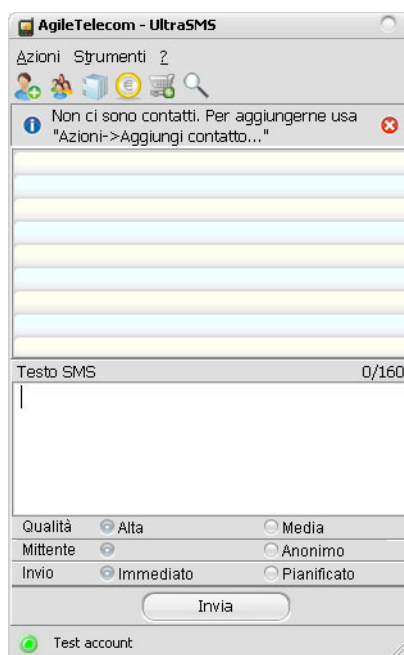 AgileTelecom - UltraSMS
Azioni Strumenti ?
Non ci sono contatti. Per aggiungerne usa
"Azioni->Aggiungi contatto..."
Testo SMS 0/160
Qualità Alta Media
Mittente Anonimo
Invio Immediato Pianificato
Invia
Test account